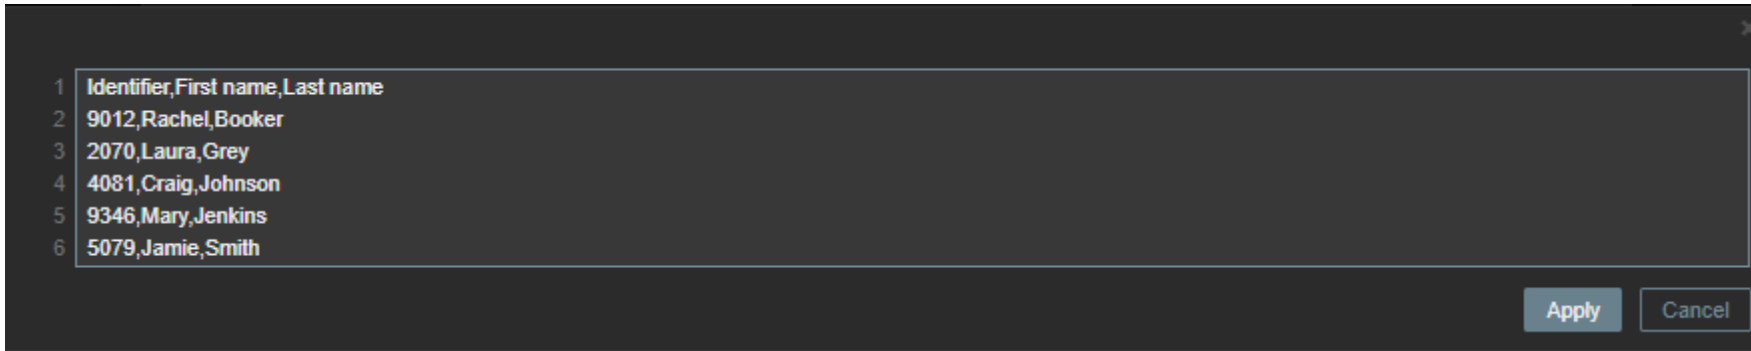 1 Identifier,First name,Last name
2 9012,Rachel,Booker
3 2070,Laura,Grey
4 4081,Craig,Johnson
5 9346,Mary,Jenkins
6 5079,Jamie,Smith
Apply Cancel